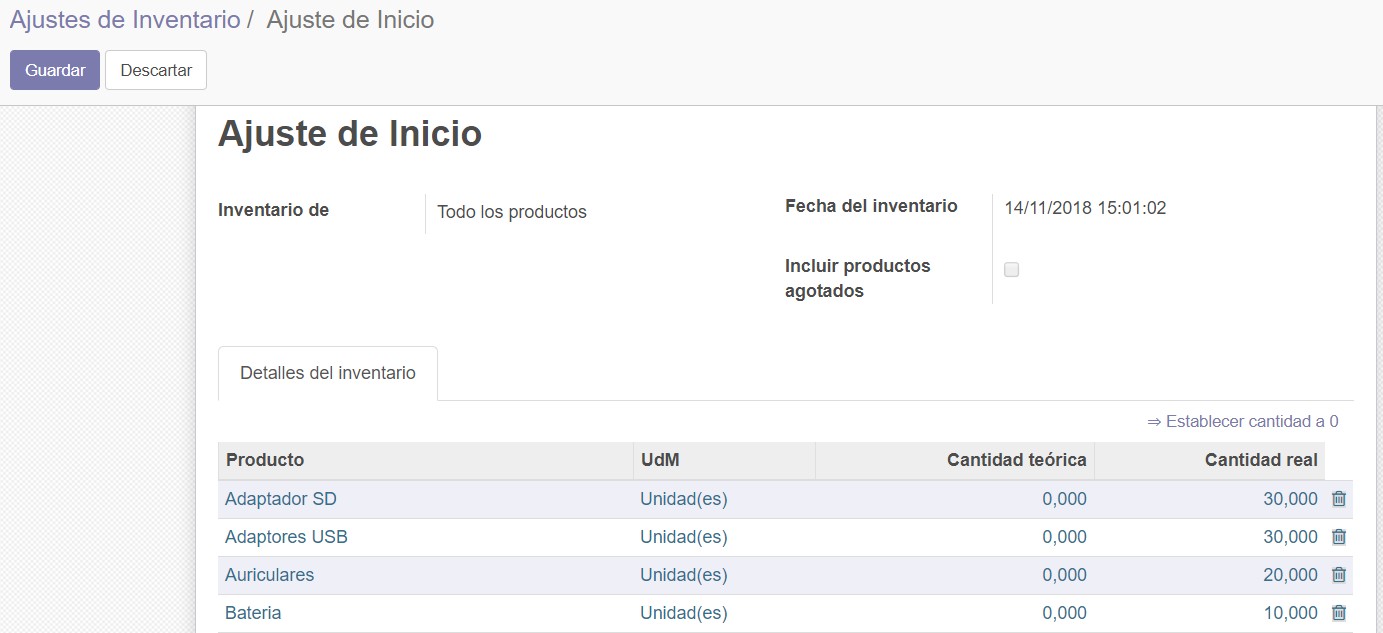 Ajustes de Inventario / Ajuste de Inicio
Guardar Descartar
Ajuste de Inicio
Inventario de Todo los productos
Fecha del inventario 14/11/2018 15:01:02
Incluir productos
agotados
Detalles del inventario
⇒ Establecer cantidad a 0
Producto UdM Cantidad teórica Cantidad real
Adaptador SD Unidad(es) 0,000 30,000
Adaptores USB Unidad(es) 0,000 30,000
Auriculares Unidad(es) 0,000 20,000
Bateria Unidad(es) 0,000 10,000